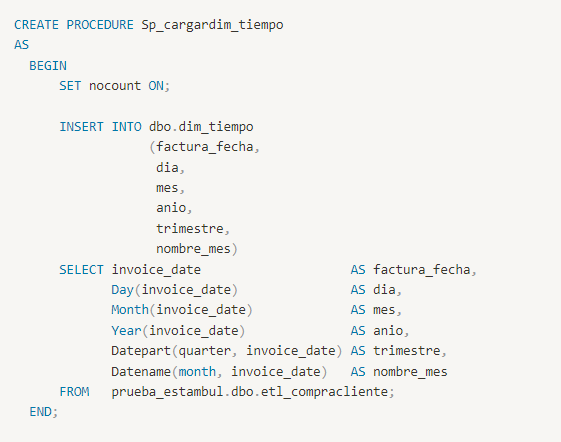 CREATE PROCEDURE Sp_cargardim_tiempo
AS
  BEGIN
      SET nocount ON;

      INSERT INTO dbo.dim_tiempo
                  (factura_fecha,
                   dia,
                   mes,
                   anio,
                   trimestre,
                   nombre_mes)
      SELECT invoice_date                    AS factura_fecha,
             Day(invoice_date)               AS dia,
             Month(invoice_date)             AS mes,
             Year(invoice_date)              AS anio,
             Datepart(quarter, invoice_date) AS trimestre,
             Datename(month, invoice_date)   AS nombre_mes
      FROM   prueba_estambul.dbo.etl_compracliente;
  END;